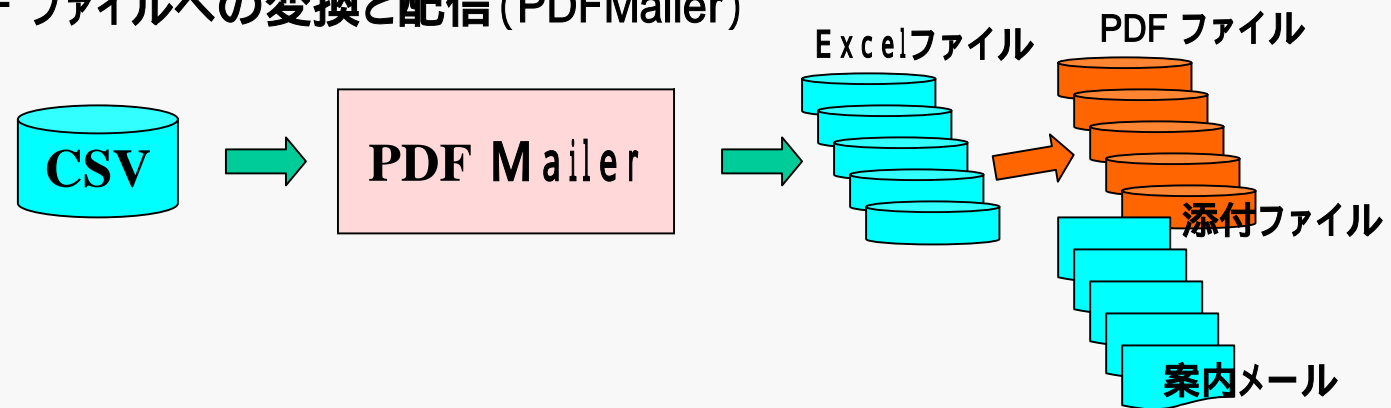 ファイルへの変換と配信(PDFMailer)
Excelファイル
PDF ファイル
CSV
PDF Mailer
添付ファイル
案内メール